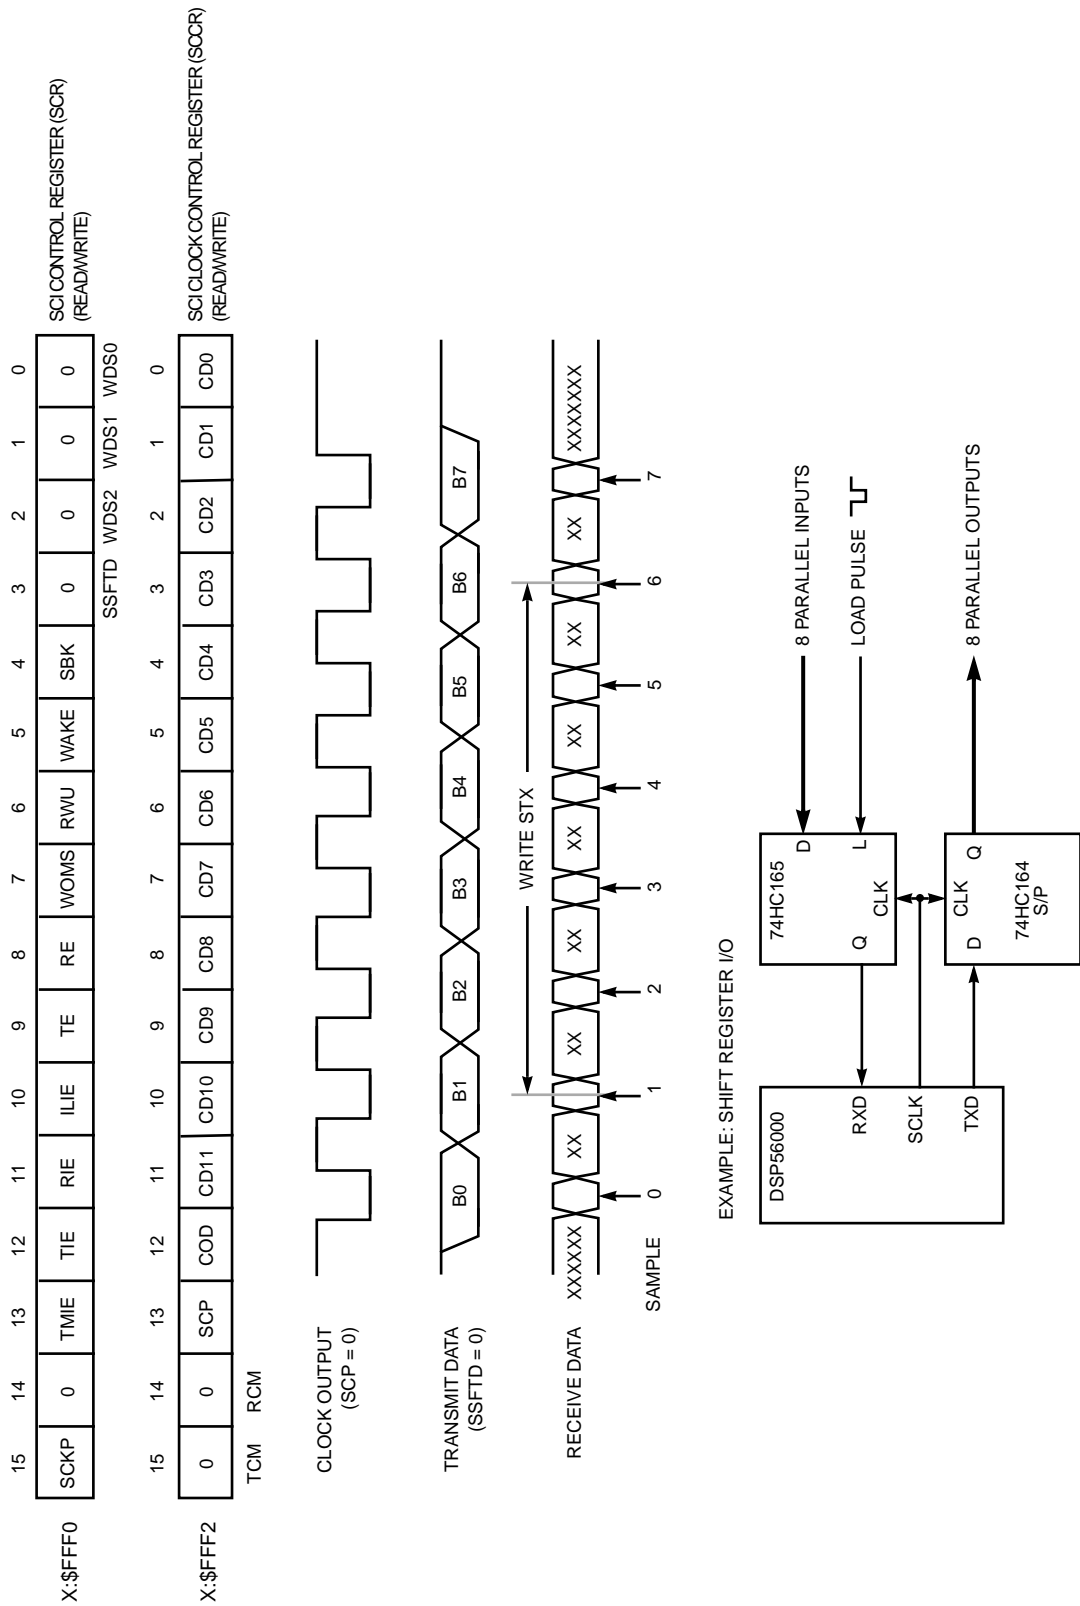 15 14 13 12 11 10 9 8 7 6 5 4 3 2 1 0
X:$FFF0 SCKP 0 TMIE TIE RIE ILIE TE RE WOMS RWU WAKE SBK 0 0 0 0 SCI CONTROL REGISTER (SCR)
(READ/WRITE)
SSFTD WDS2 WDS1 WDS0
15 14 13 12 11 10 9 8 7 6 5 4 3 2 1 0
X:$FFF2 0 0 SCP COD CD11 CD10 CD9 CD8 CD7 CD6 CD5 CD4 CD3 CD2 CD1 CD0 SCI CLOCK CONTROL REGISTER (SCCR)
(READ/WRITE)
TCM RCM
CLOCK OUTPUT
(SCP = 0)
TRANSMIT DATA
(SSFTD = 0)
B0 B1 B2 B3 B4 B5 B6 B7
WRITE STX
RECEIVE DATA XXXXXX XX XX XX XX XX XX XX XXXXXXX
SAMPLE 0 1 2 3 4 5 6 7
EXAMPLE: SHIFT REGISTER I/O
DSP56000
RXD
SCLK
TXD
74HC165
Q D
CLK L
8 PARALLEL INPUTS
LOAD PULSE
CLK
D Q
74HC164
S/P
8 PARALLEL OUTPUTS